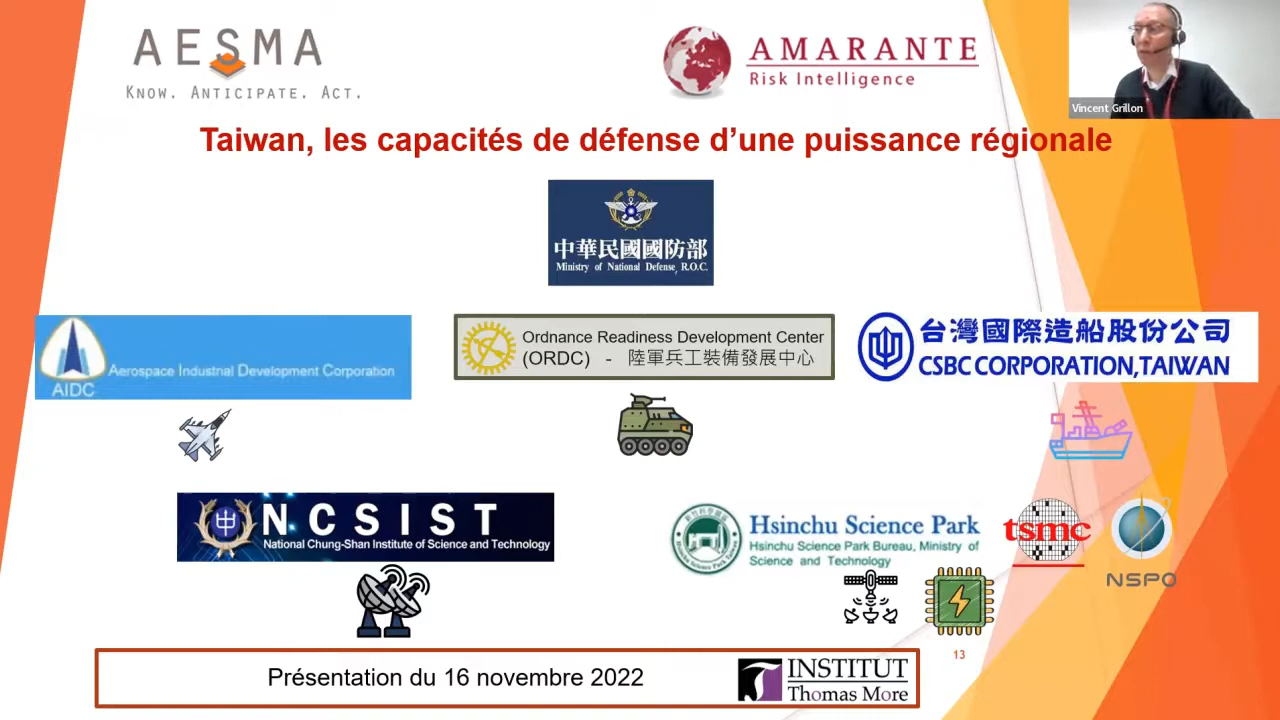 AESMA
KNOW. ANTICIPATE. ACT.
AMARANTE
Risk Intelligence
Vincent Grillon
Taiwan, les capacités de défense d’une puissance régionale
中華民國國防部
Ministry of National Defense, R.O.C.
AIDC
Aerospace Industrial Development Corporation
Ordnance Readiness Development Center
(ORDC) - 陸軍兵工裝備發展中心
台灣國際造船股份公司
CSBC CORPORATION, TAIWAN
NCSIST
National Chung-Shan Institute of Science and Technology
Hsinchu Science Park
Hsinchu Science Park Bureau, Ministry of
Science and Technology
tsmc
NSPO
13
Présentation du 16 novembre 2022
INSTITUT
Thomas More